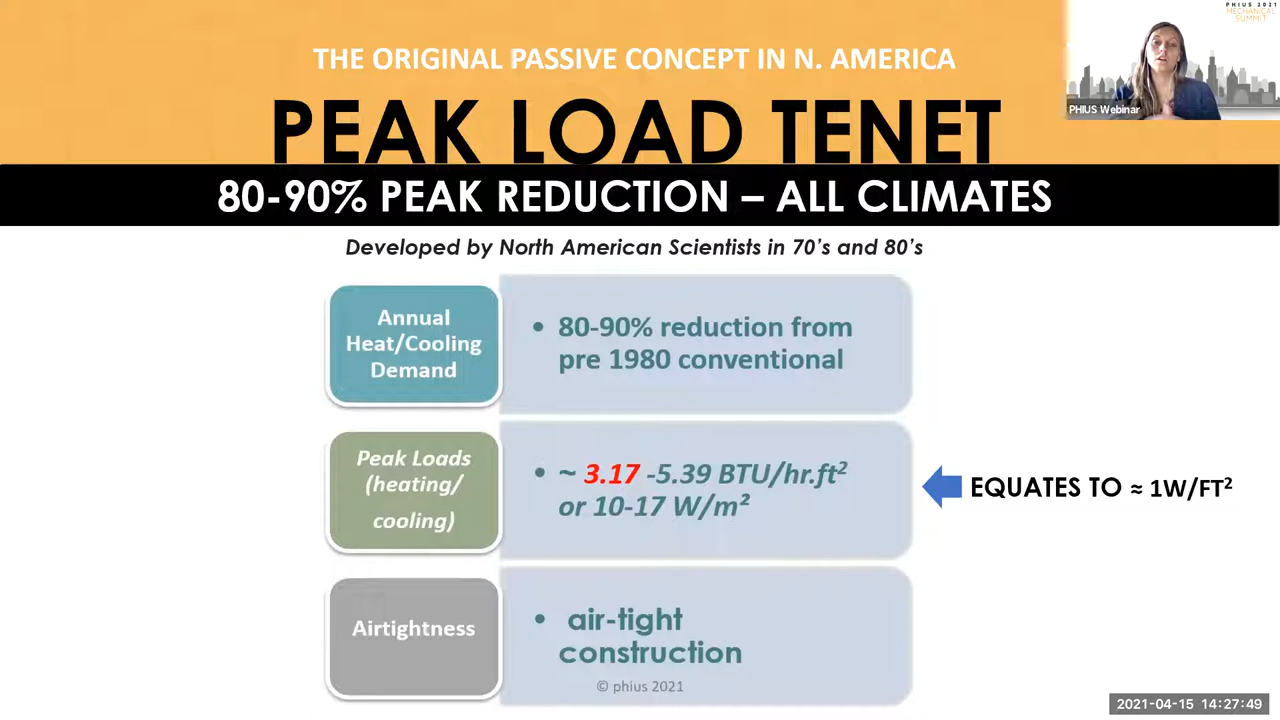 PHIUS 2021
MECHANICAL
SUMMIT
PHIUS Webinar
THE ORIGINAL PASSIVE CONCEPT IN N. AMERICA
PEAK LOAD TENET
80-90% PEAK REDUCTION – ALL CLIMATES
Developed by North American Scientists in 70's and 80's
Annual
Heat/Cooling
Demand
• 80-90% reduction from
pre 1980 conventional
Peak Loads
(heating/
cooling)
• ~ 3.17 -5.39 BTU/hr.ft²
or 10-17 W/m²
EQUATES TO ≈ 1W/FT²
Airtightness
• air-tight
construction
© phius 2021
2021-04-15 14:27:49